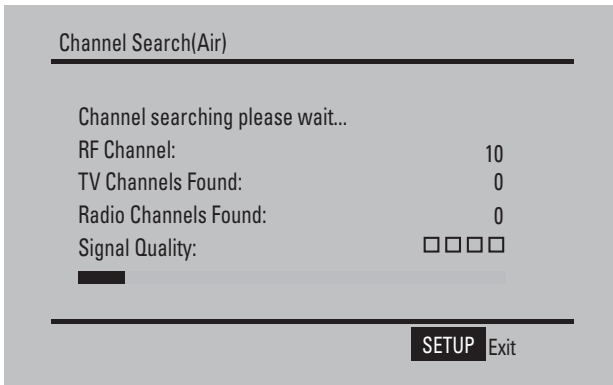 Channel Search(Air)
Channel searching please wait...
RF Channel: 10
TV Channels Found: 0
Radio Channels Found: 0
Signal Quality: □□□□
SETUP Exit